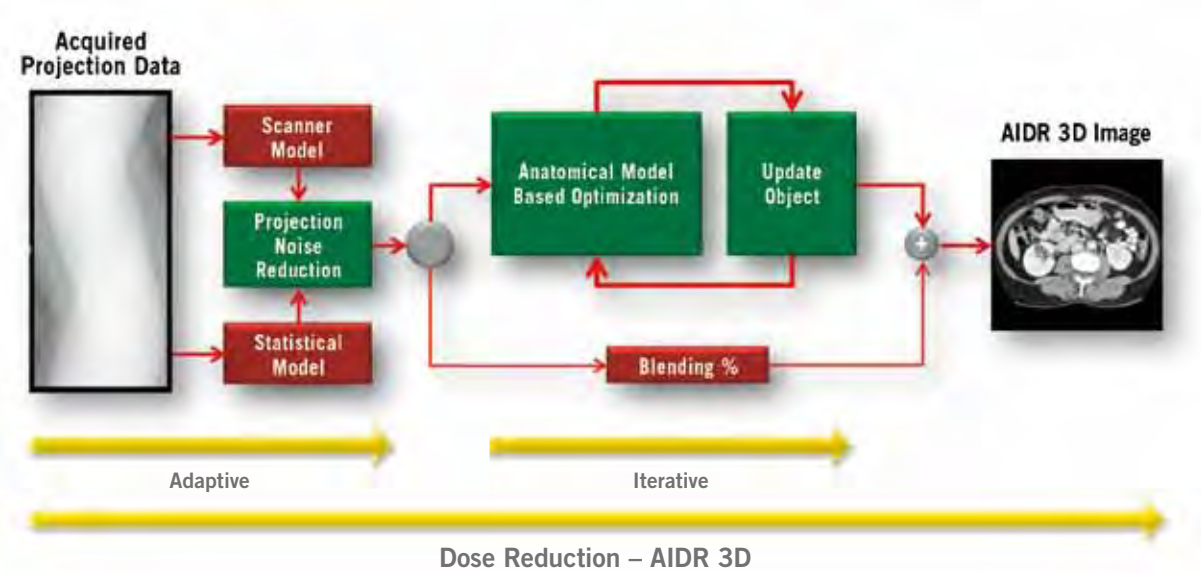 Acquired
Projection Data
Scanner
Model
Projection
Noise
Reduction
Statistical
Model
Anatomical Model
Based Optimization
Update
Object
Blending %
+
AIDR 3D Image
Adaptive
Iterative
Dose Reduction – AIDR 3D